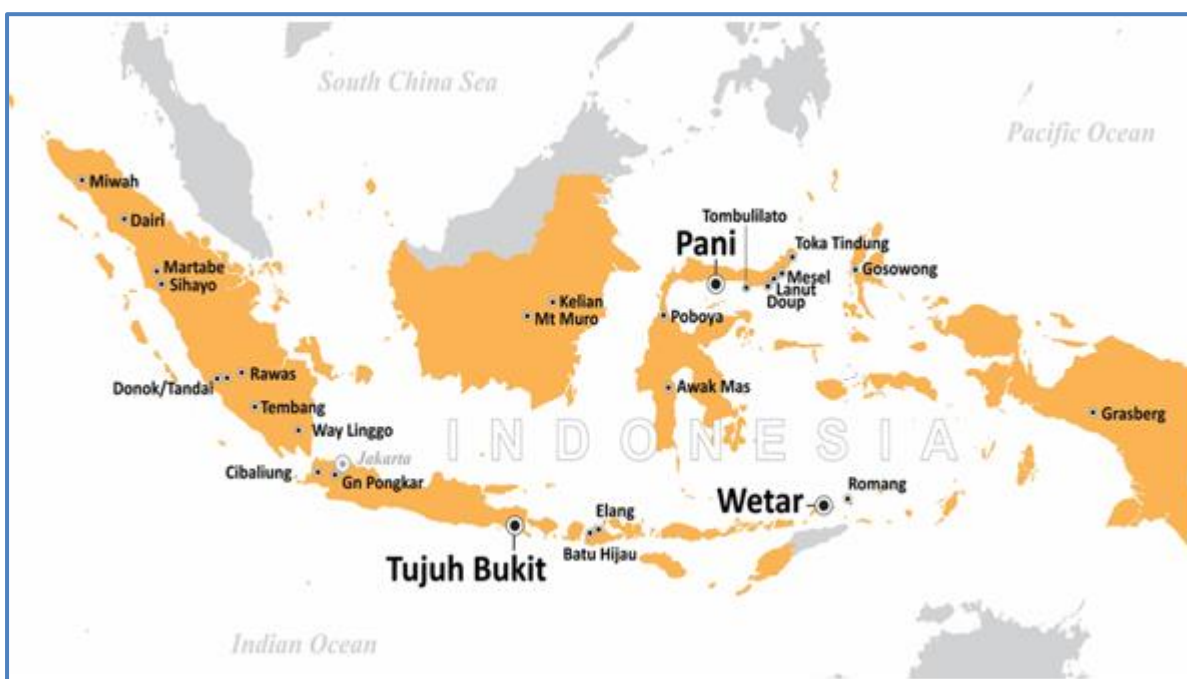 South China Sea
Pacific Ocean
Miwah
Dairi
Martabe
Sihayo
Tombulilato
Pani
Toka Tindung
Mesel
Gosowong
Lanut
Doup
Kelian
Mt Muro
Poboya
Donok/Tandai
Rawas
Awak Mas
Tembang
Grasberg
Way Linggo
INDONESIA
Jakarta
Cibaliung
Gn Pongkar
Romang
Wetar
Elang
Batu Hijau
Tujuh Bukit
Indian Ocean